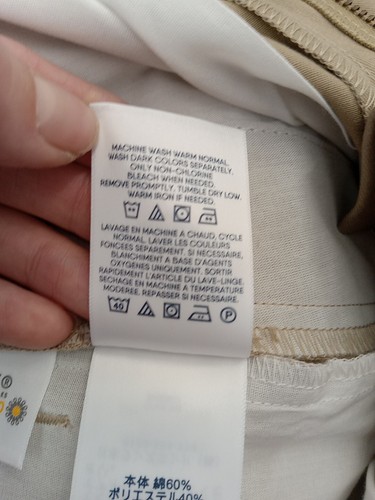 MACHINE WASH WARM NORMAL.
WASH DARK COLORS SEPARATELY.
ONLY NON-CHLORINE
BLEACH WHEN NEEDED.
REMOVE PROMPTLY, TUMBLE DRY LOW.
WARM IRON IF NEEDED.
LAVAGE EN MACHINE A CHAUD, CYCLE
NORMAL. LAVER LES COULEURS
FONCÉES SEPAREMENT. SI NECESSAIRE,
BLANCHIMENT À BASE D'AGENTS
OXYGENES UNIQUEMENT. SORTIR
RAPIDEMENT L'ARTICLE DU LAVE-LINGE.
SECHAGE EN MACHINE A TEMPERATURE
MODEREE. REPASSER SI NECESSAIRE.
40 P
®
本体 綿60%
ポリエステル40%